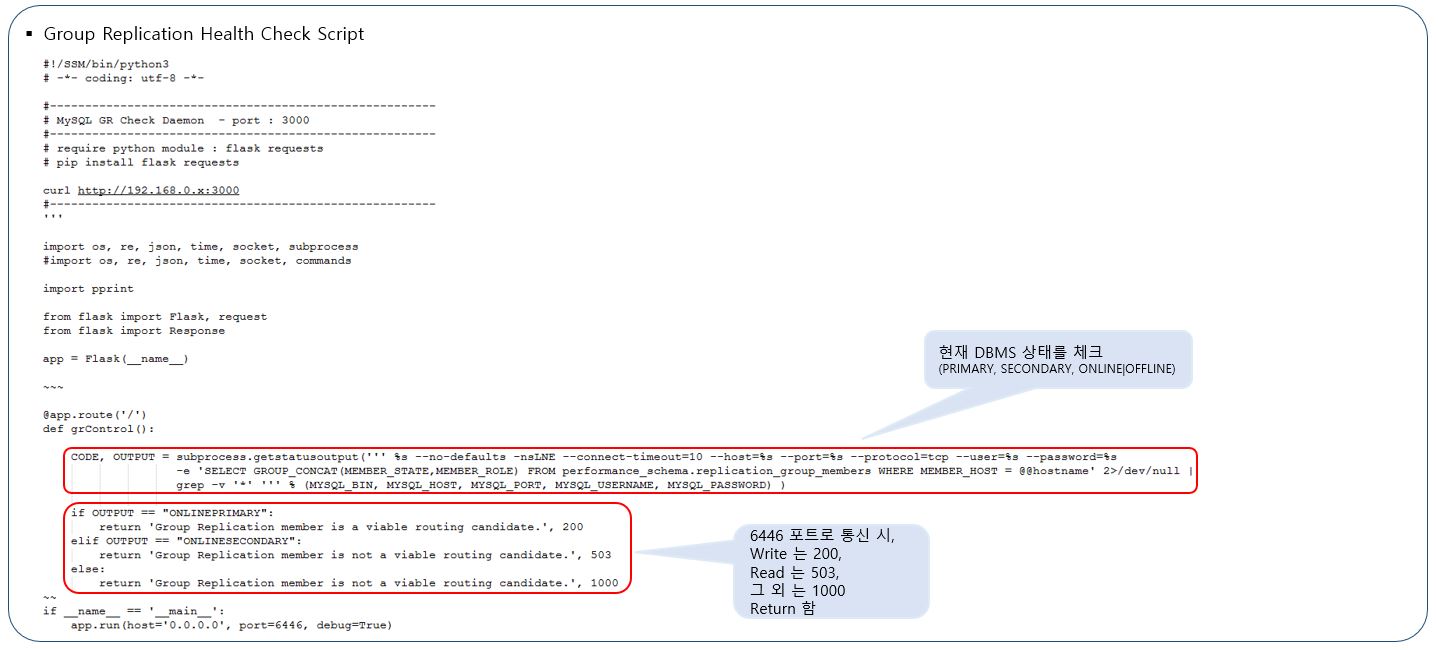 ▪ Group Replication Health Check Script
#!/SSM/bin/python3
# -*- coding: utf-8 -*-
#-------------------------------------------------------
# MySQL GR Check Daemon  - port : 3000
#-------------------------------------------------------
# require python module : flask requests
# pip install flask requests
curl http://192.168.0.x:3000
#-------------------------------------------------------
'''
import os, re, json, time, socket, subprocess
#import os, re, json, time, socket, commands
import pprint
from flask import Flask, request
from flask import Response
app = Flask(__name__)
~~~
@app.route('/')
def grControl():
현재 DBMS 상태를 체크
(PRIMARY, SECONDARY, ONLINE|OFFLINE)
    CODE, OUTPUT = subprocess.getstatusoutput(''' %s --no-defaults -nsLNE --connect-timeout=10 --host=%s --port=%s --protocol=tcp --user=%s --password=%s
                   -e 'SELECT GROUP_CONCAT(MEMBER_STATE,MEMBER_ROLE) FROM performance_schema.replication_group_members WHERE MEMBER_HOST = @@hostname' 2>/dev/null |
                   grep -v '*' ''' % (MYSQL_BIN, MYSQL_HOST, MYSQL_PORT, MYSQL_USERNAME, MYSQL_PASSWORD) )
    if OUTPUT == "ONLINEPRIMARY":
        return 'Group Replication member is a viable routing candidate.', 200
    elif OUTPUT == "ONLINESECONDARY":
        return 'Group Replication member is not a viable routing candidate.', 503
    else:
        return 'Group Replication member is not a viable routing candidate.', 1000
6446 포트로 통신 시,
Write 는 200,
Read 는 503,
그 외 는 1000
Return 함
~~
if __name__ == '__main__':
    app.run(host='0.0.0.0', port=6446, debug=True)